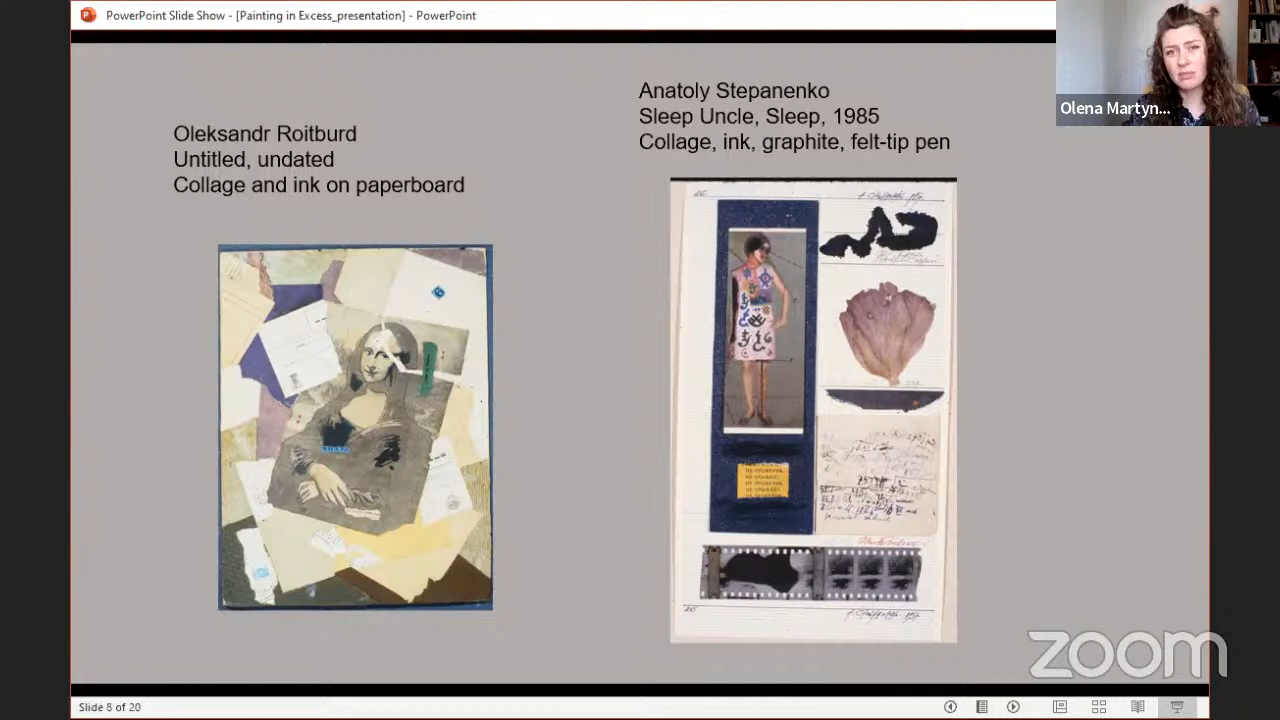 PowerPoint Slide Show - [Painting in Excess_presentation] - PowerPoint
Olena Martyn...
Oleksandr Roitburd
Untitled, undated
Collage and ink on paperboard
Anatoly Stepanenko
Sleep Uncle, Sleep, 1985
Collage, ink, graphite, felt-tip pen
zoom
Slide 8 of 20